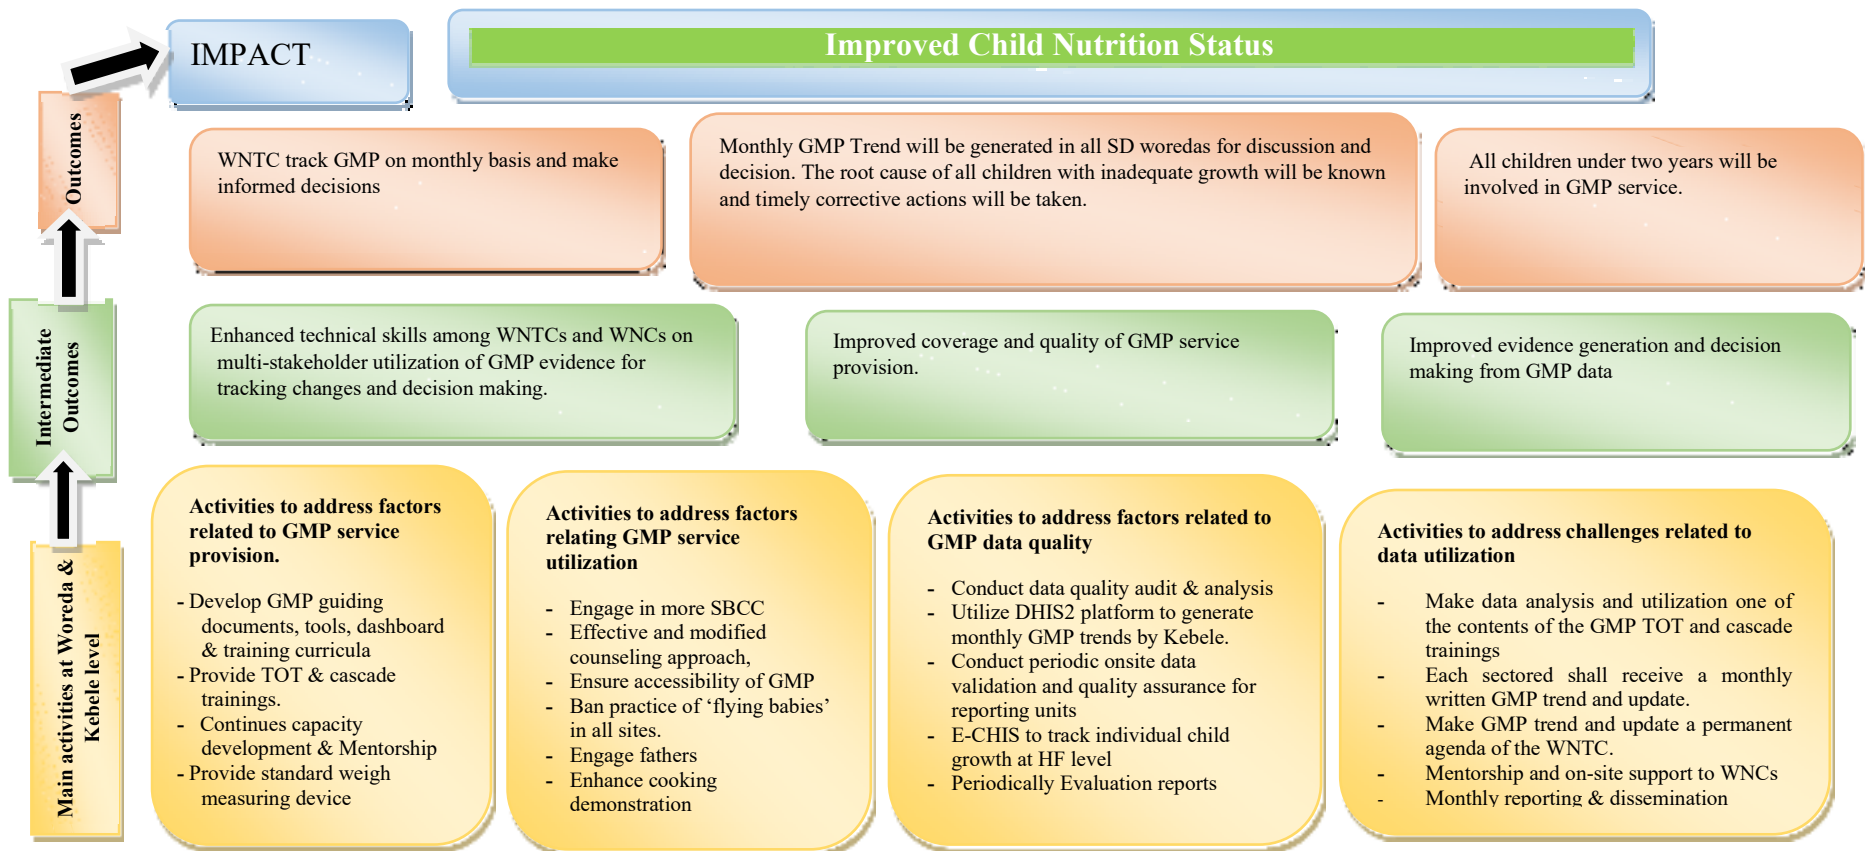 IMPACT
Improved Child Nutrition Status
Outcomes
WNTC track GMP on monthly basis and make
informed decisions
Monthly GMP Trend will be generated in all SD woredas for discussion and
decision. The root cause of all children with inadequate growth will be known
and timely corrective actions will be taken.
All children under two years will be
involved in GMP service.
Intermediate
Outcomes
Enhanced technical skills among WNTCs and WNCs on
multi-stakeholder utilization of GMP evidence for
tracking changes and decision making.
Improved coverage and quality of GMP service
provision.
Improved evidence generation and decision
making from GMP data
Main activities at Woreda &
Kebele level
Activities to address factors
related to GMP service
provision.
- Develop GMP guiding
documents, tools, dashboard
& training curricula
- Provide TOT & cascade
trainings.
- Continues capacity
development & Mentorship
- Provide standard weigh
measuring device
Activities to address factors
relating GMP service
utilization
- Engage in more SBCC
- Effective and modified
counseling approach,
- Ensure accessibility of GMP
- Ban practice of ‘flying babies’
in all sites.
- Engage fathers
- Enhance cooking
demonstration
Activities to address factors related to
GMP data quality
- Conduct data quality audit & analysis
- Utilize DHIS2 platform to generate
monthly GMP trends by Kebele.
- Conduct periodic onsite data
validation and quality assurance for
reporting units
- E-CHIS to track individual child
growth at HF level
- Periodically Evaluation reports
Activities to address challenges related to
data utilization
- Make data analysis and utilization one of
the contents of the GMP TOT and cascade
trainings
- Each sectored shall receive a monthly
written GMP trend and update.
- Make GMP trend and update a permanent
agenda of the WNTC.
- Mentorship and on-site support to WNCs
- Monthly reporting & dissemination